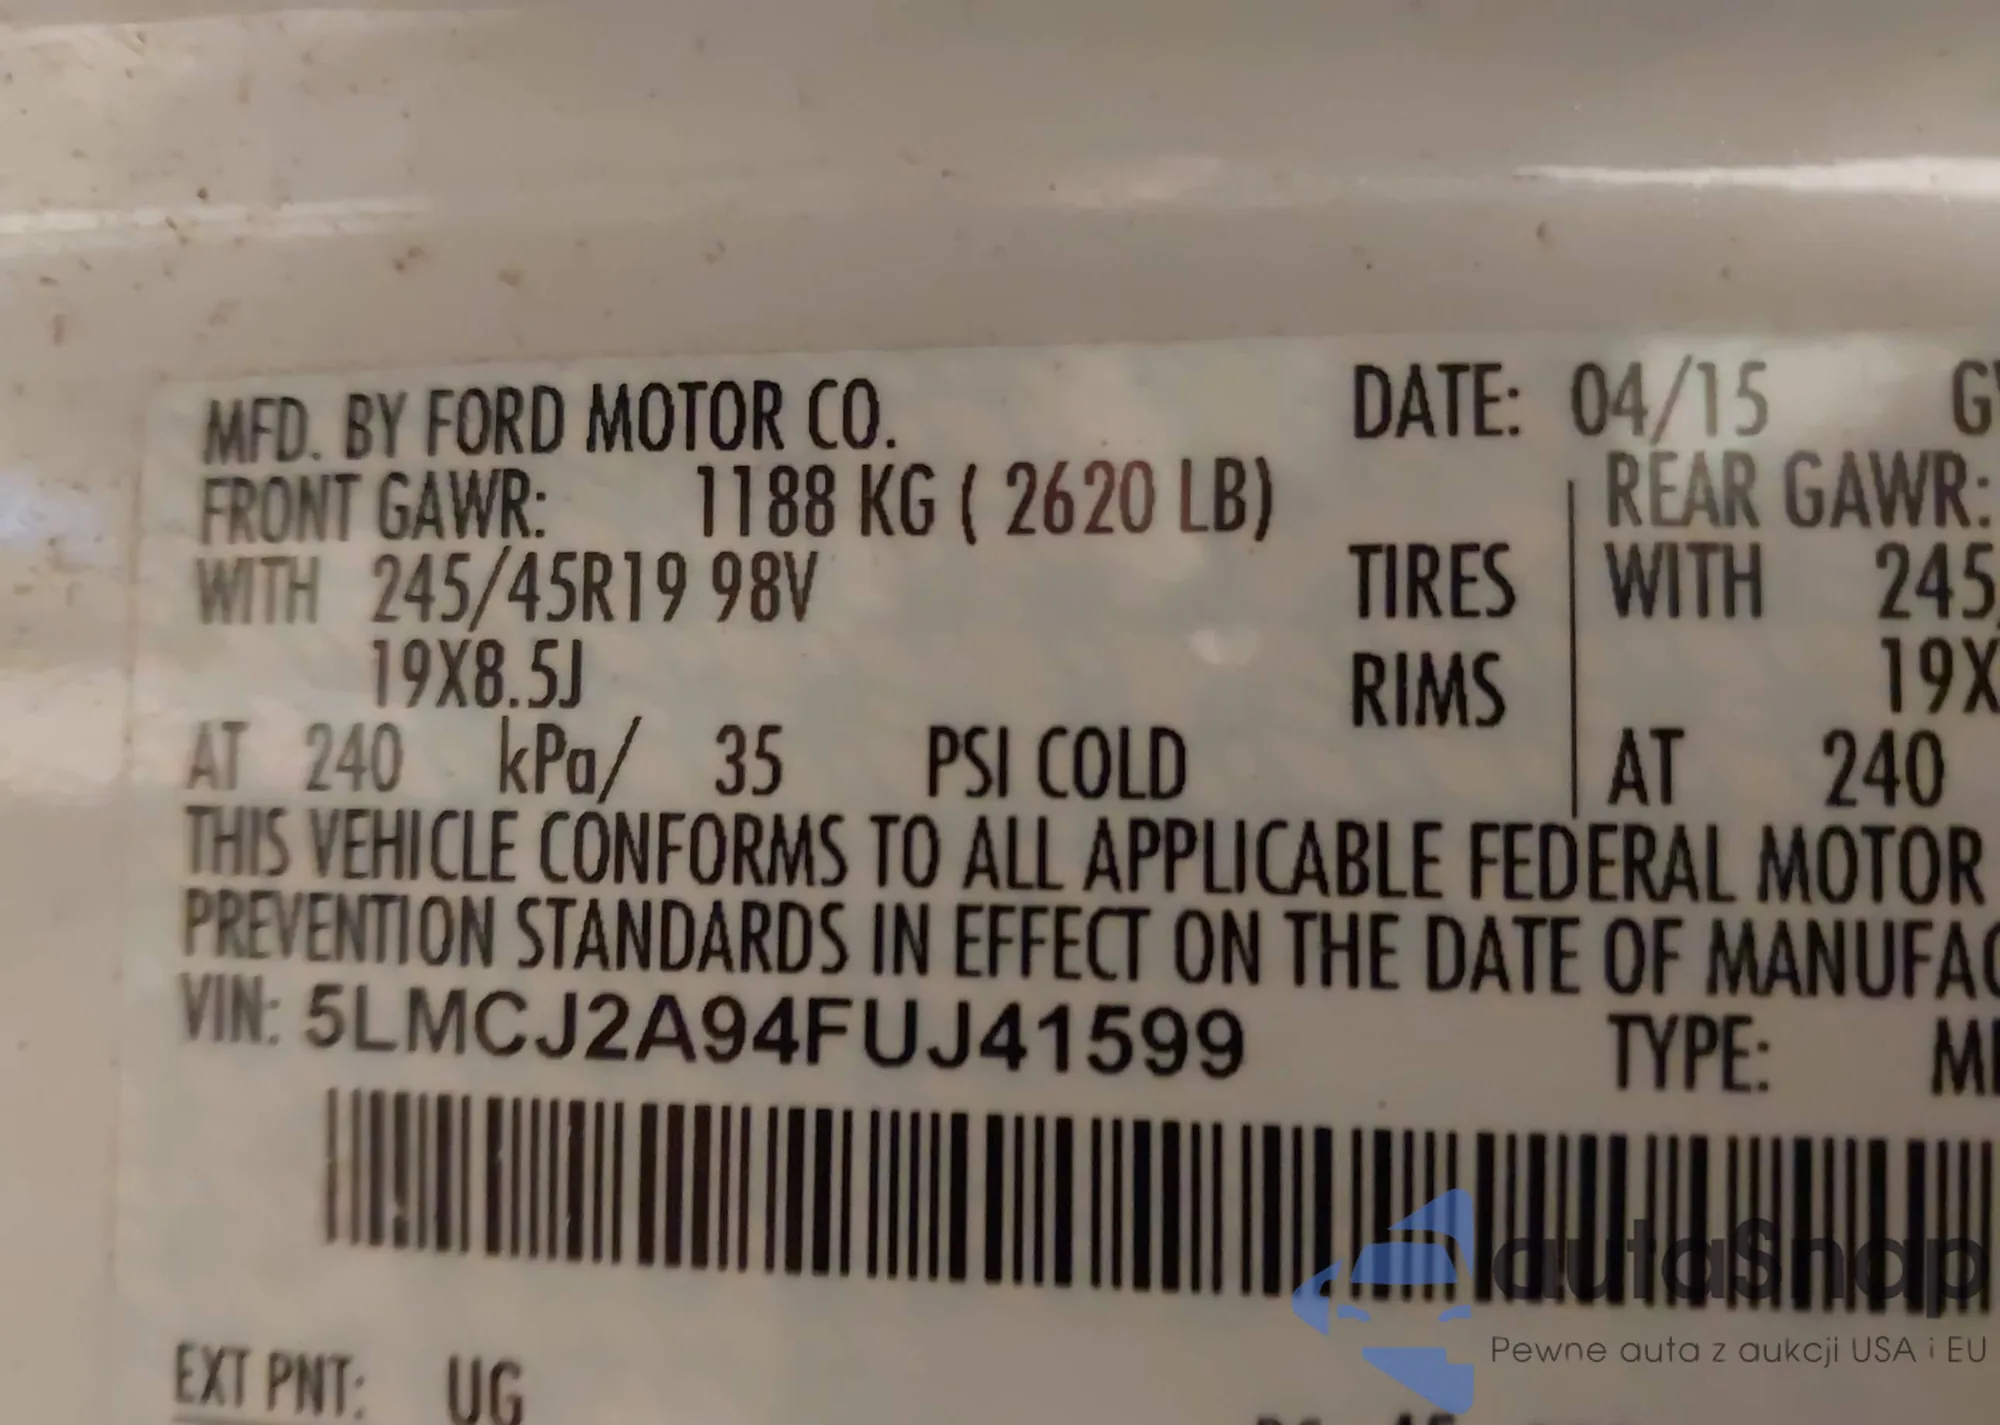 MFD. BY FORD MOTOR CO. DATE: 04/15
FRONT GAWR: 1188 KG ( 2620 LB) REAR GAWR:
WITH 245/45R19 98V TIRES WITH 245
19X8.5J RIMS 19X
AT 240 kPa/ 35 PSI COLD AT 240
THIS VEHICLE CONFORMS TO ALL APPLICABLE FEDERAL MOTOR
PREVENTION STANDARDS IN EFFECT ON THE DATE OF
VIN: 5LMCJ2A94FUJ41599 TYPE:
autaSnap
Pewne auta z aukcji USA i EU
EXT PNT: UG